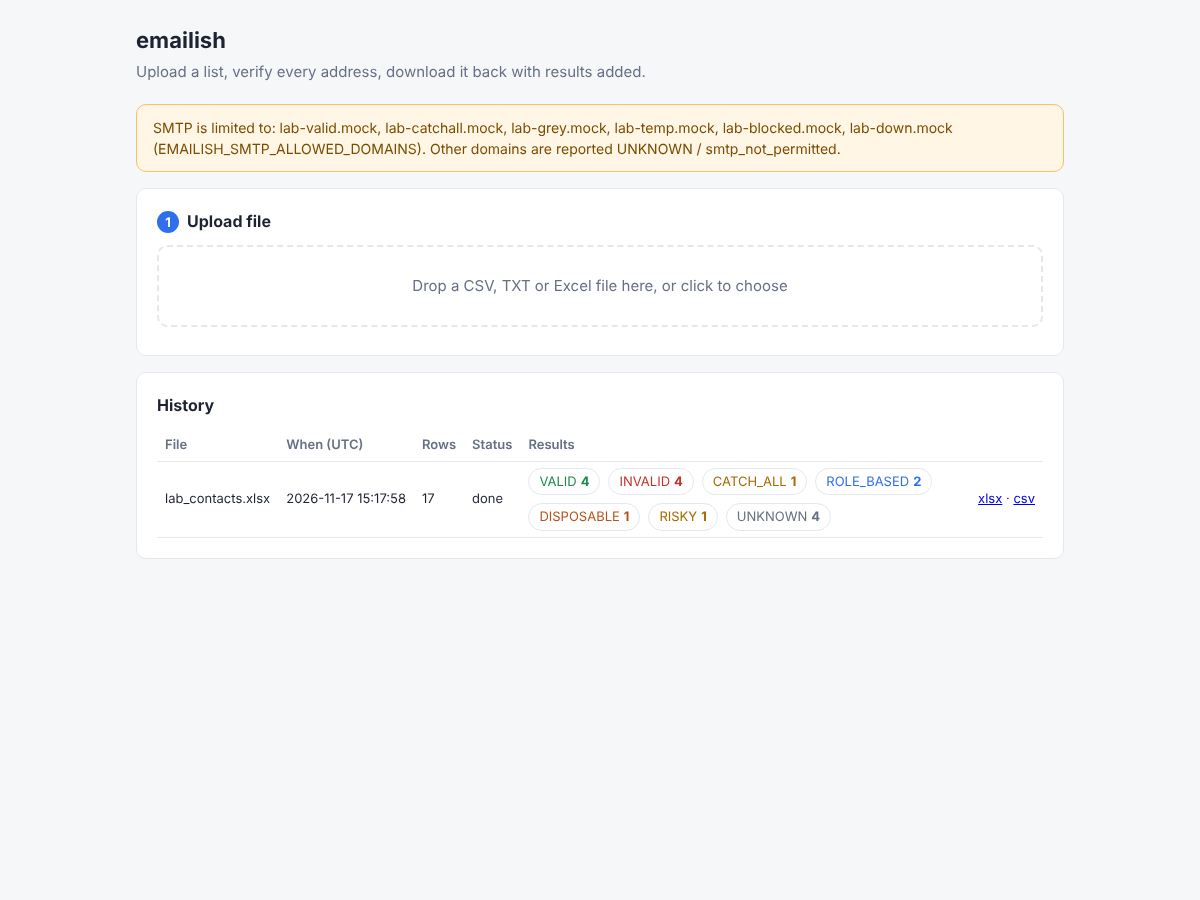 emailish
Upload a list, verify every address, download it back with results added.
SMTP is limited to: lab-valid.mock, lab-catchall.mock, lab-grey.mock, lab-temp.mock, lab-blocked.mock, lab-down.mock
(EMAILISH_SMTP_ALLOWED_DOMAINS). Other domains are reported UNKNOWN / smtp_not_permitted.
1 Upload file
Drop a CSV, TXT or Excel file here, or click to choose
History
File When (UTC) Rows Status Results
lab_contacts.xlsx 2026-11-17 15:17:58 17 done
VALID 4 INVALID 4 CATCH_ALL 1 ROLE_BASED 2
DISPOSABLE 1 RISKY 1 UNKNOWN 4
xlsx · csv